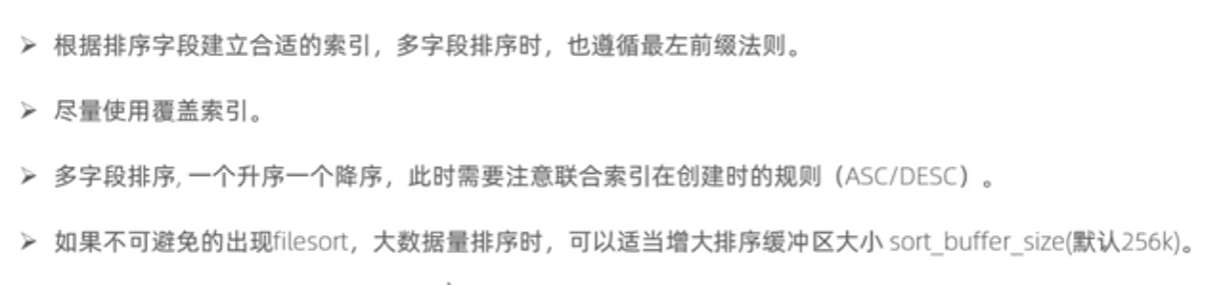 ➢ 根据排序字段建立合适的索引，多字段排序时，也遵循最左前缀法则。
➢ 尽量使用覆盖索引。
➢ 多字段排序, 一个升序一个降序，此时需要注意联合索引在创建时的规则（ASC/DESC）。
➢ 如果不可避免的出现filesort，大数据量排序时，可以适当增大排序缓冲区大小 sort_buffer_size(默认256k)。